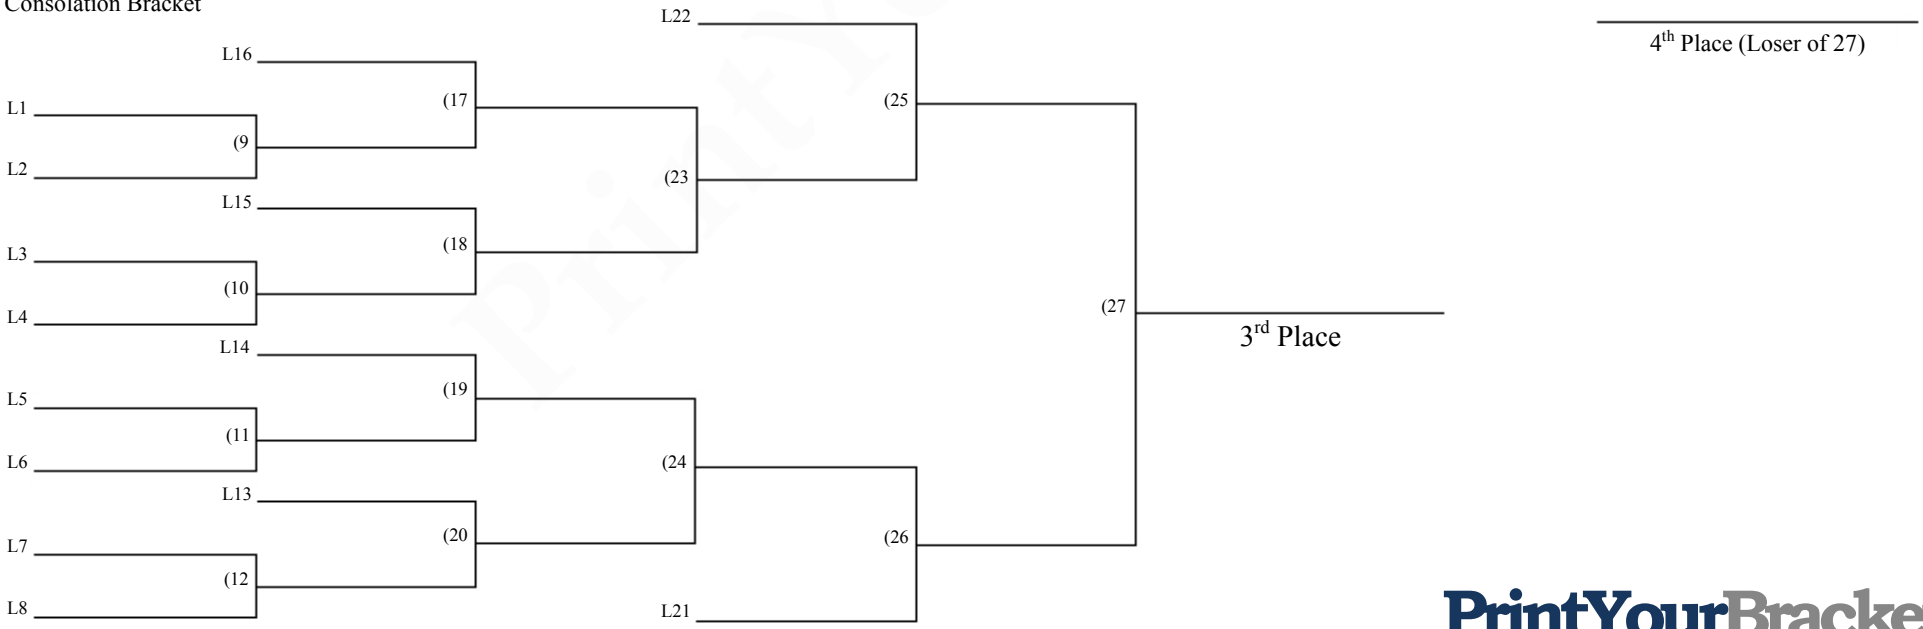 Consolation Bracket
L22
4th Place (Loser of 27)
L16
(17
(25
L1
(9
L2
(23
L15
L3
(18
(10
L4
(27
3rd Place
L14
(19
L5
(11
L6
(24
L13
(20
(26
L7
(12
L8
L21
PrintYourBracke
PrintY